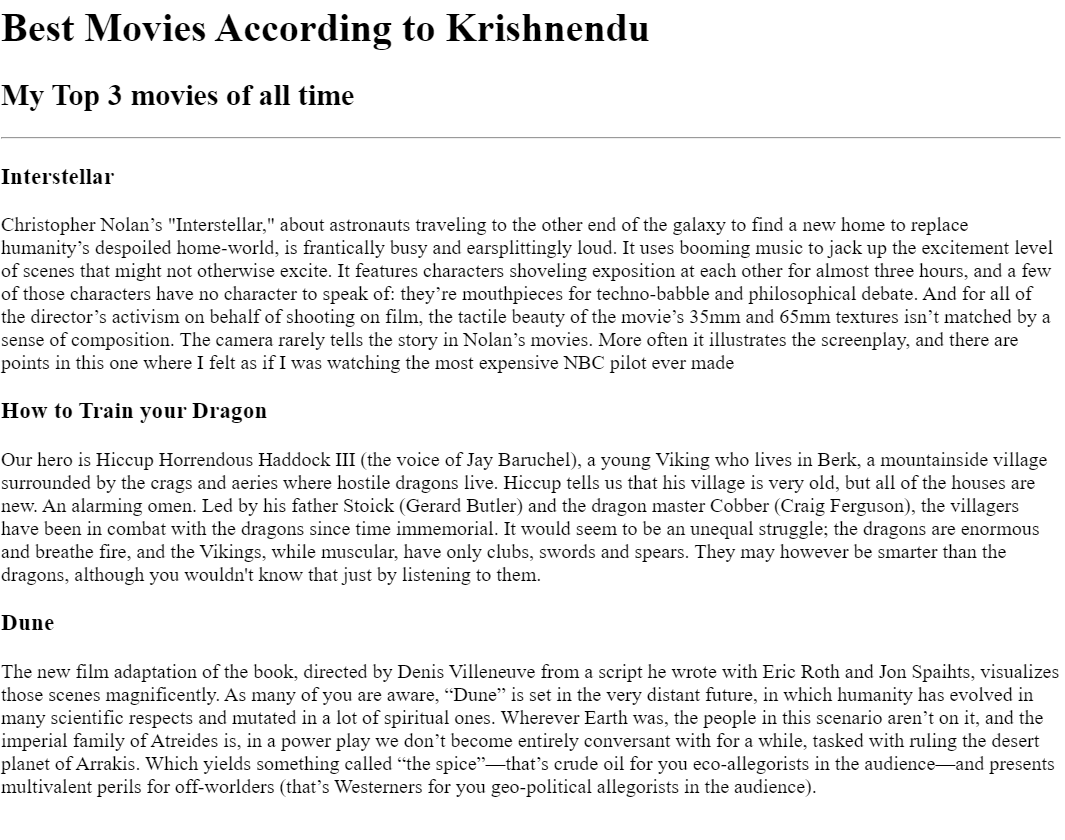 Best Movies According to Krishnendu
My Top 3 movies of all time
Interstellar
Christopher Nolan’s "Interstellar," about astronauts traveling to the other end of the galaxy to find a new home to replace
humanity’s despoiled home-world, is frantically busy and earsplittingly loud. It uses booming music to jack up the excitement level
of scenes that might not otherwise excite. It features characters shoveling exposition at each other for almost three hours, and a few
of those characters have no character to speak of: they’re mouthpieces for techno-babble and philosophical debate. And for all of
the director’s activism on behalf of shooting on film, the tactile beauty of the movie’s 35mm and 65mm textures isn’t matched by a
sense of composition. The camera rarely tells the story in Nolan’s movies. More often it illustrates the screenplay, and there are
points in this one where I felt as if I was watching the most expensive NBC pilot ever made
How to Train your Dragon
Our hero is Hiccup Horrendous Haddock III (the voice of Jay Baruchel), a young Viking who lives in Berk, a mountainside village
surrounded by the crags and aeries where hostile dragons live. Hiccup tells us that his village is very old, but all of the houses are
new. An alarming omen. Led by his father Stoick (Gerard Butler) and the dragon master Cobber (Craig Ferguson), the villagers
have been in combat with the dragons since time immemorial. It would seem to be an unequal struggle; the dragons are enormous
and breathe fire, and the Vikings, while muscular, have only clubs, swords and spears. They may however be smarter than the
dragons, although you wouldn't know that just by listening to them.
Dune
The new film adaptation of the book, directed by Denis Villeneuve from a script he wrote with Eric Roth and Jon Spaihts, visualizes
those scenes magnificently. As many of you are aware, “Dune” is set in the very distant future, in which humanity has evolved in
many scientific respects and mutated in a lot of spiritual ones. Wherever Earth was, the people in this scenario aren’t on it, and the
imperial family of Atreides is, in a power play we don’t become entirely conversant with for a while, tasked with ruling the desert
planet of Arrakis. Which yields something called “the spice”—that’s crude oil for you eco-allegorists in the audience—and presents
multivalent perils for off-worlders (that’s Westerners for you geo-political allegorists in the audience).